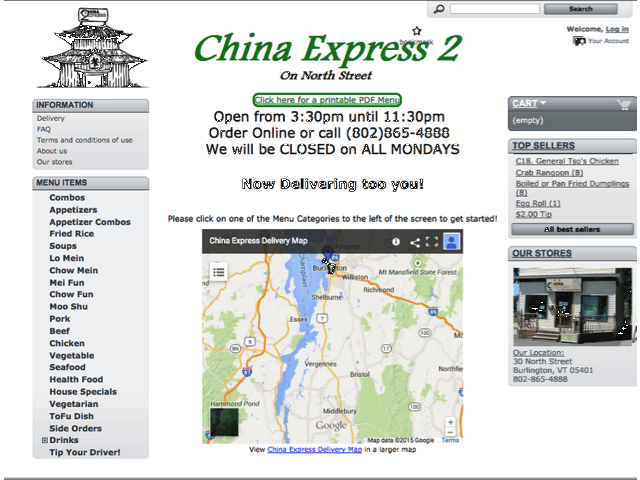 Search
Welcome, Log in
Your Account
China Express 2
bookmark
On North Street
Click here for a printable PDF Menu
Open from 3:30pm until 11:30pm
Order Online or call (802)865-4888
We will be CLOSED on ALL MONDAYS
Now Delivering too you!
Please click on one of the Menu Categories to the left of the screen to get started!
INFORMATION
Delivery
FAQ
Terms and conditions of use
About us
Our stores
MENU ITEMS
Combos
Appetizers
Appetizer Combos
Fried Rice
Soups
Lo Mein
Chow Mein
Mei Fun
Chow Fun
Moo Shu
Pork
Beef
Chicken
Vegetable
Seafood
Health Food
House Specials
Vegetarian
ToFu Dish
Side Orders
Drinks
Tip Your Driver!
China Express Delivery Map
Burlington
Williston
Mt Mansfield State Forest
Champlain
Shelburne
Richmond
Essex
7
9N
9
22A
87
89
Vergennes
Bristol
Northfie
Hammond Pond
Middlebury
Google
Map data ©2015 Google
Terms
View China Express Delivery Map in a larger map
CART
(empty)
TOP SELLERS
C18. General Tso's Chicken
Crab Rangoon (8)
Boiled or Pan Fried Dumplings
(8)
Egg Roll (1)
$2.00 Tip
All best sellers
OUR STORES
Our Location:
30 North Street
Burlington, VT 05401
802-865-4888